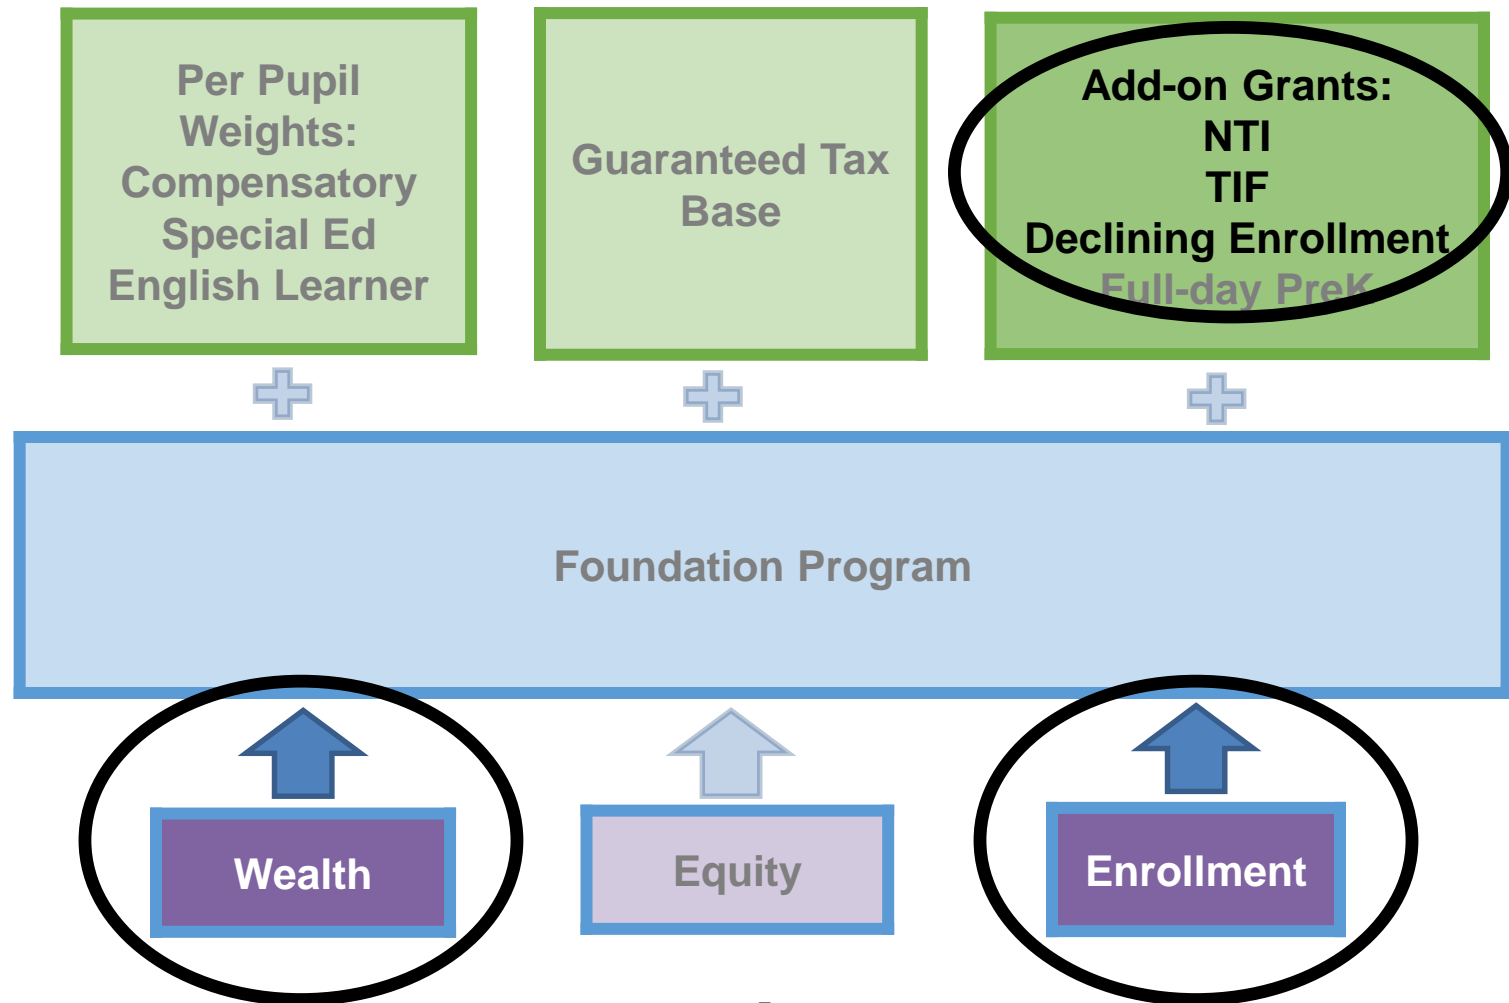 Per Pupil
Weights:
Compensatory
Special Ed
English Learner
Guaranteed Tax
Base
Add-on Grants:
NTI
TIF
Declining Enrollment
Full-day PreK
Foundation Program
Wealth
Equity
Enrollment